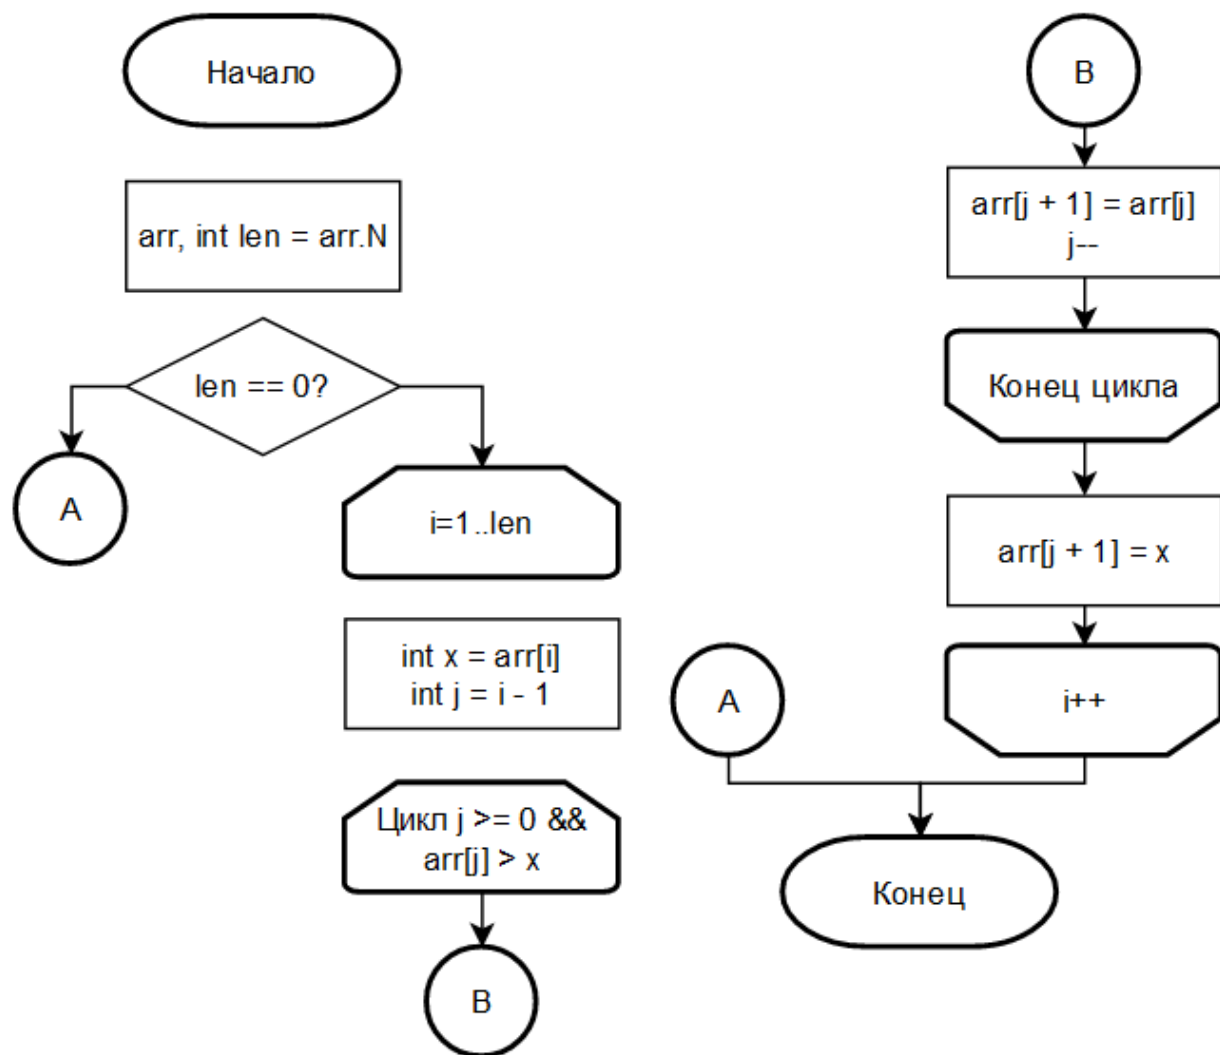 Начало
arr, int len = arr.N
len == 0?
A
i=1..len
int x = arr[i]
int j = i - 1
Цикл j >= 0 &&
arr[j] > x
B
B
arr[j + 1] = arr[j]
j--
Конец цикла
arr[j + 1] = x
i++
A
Конец